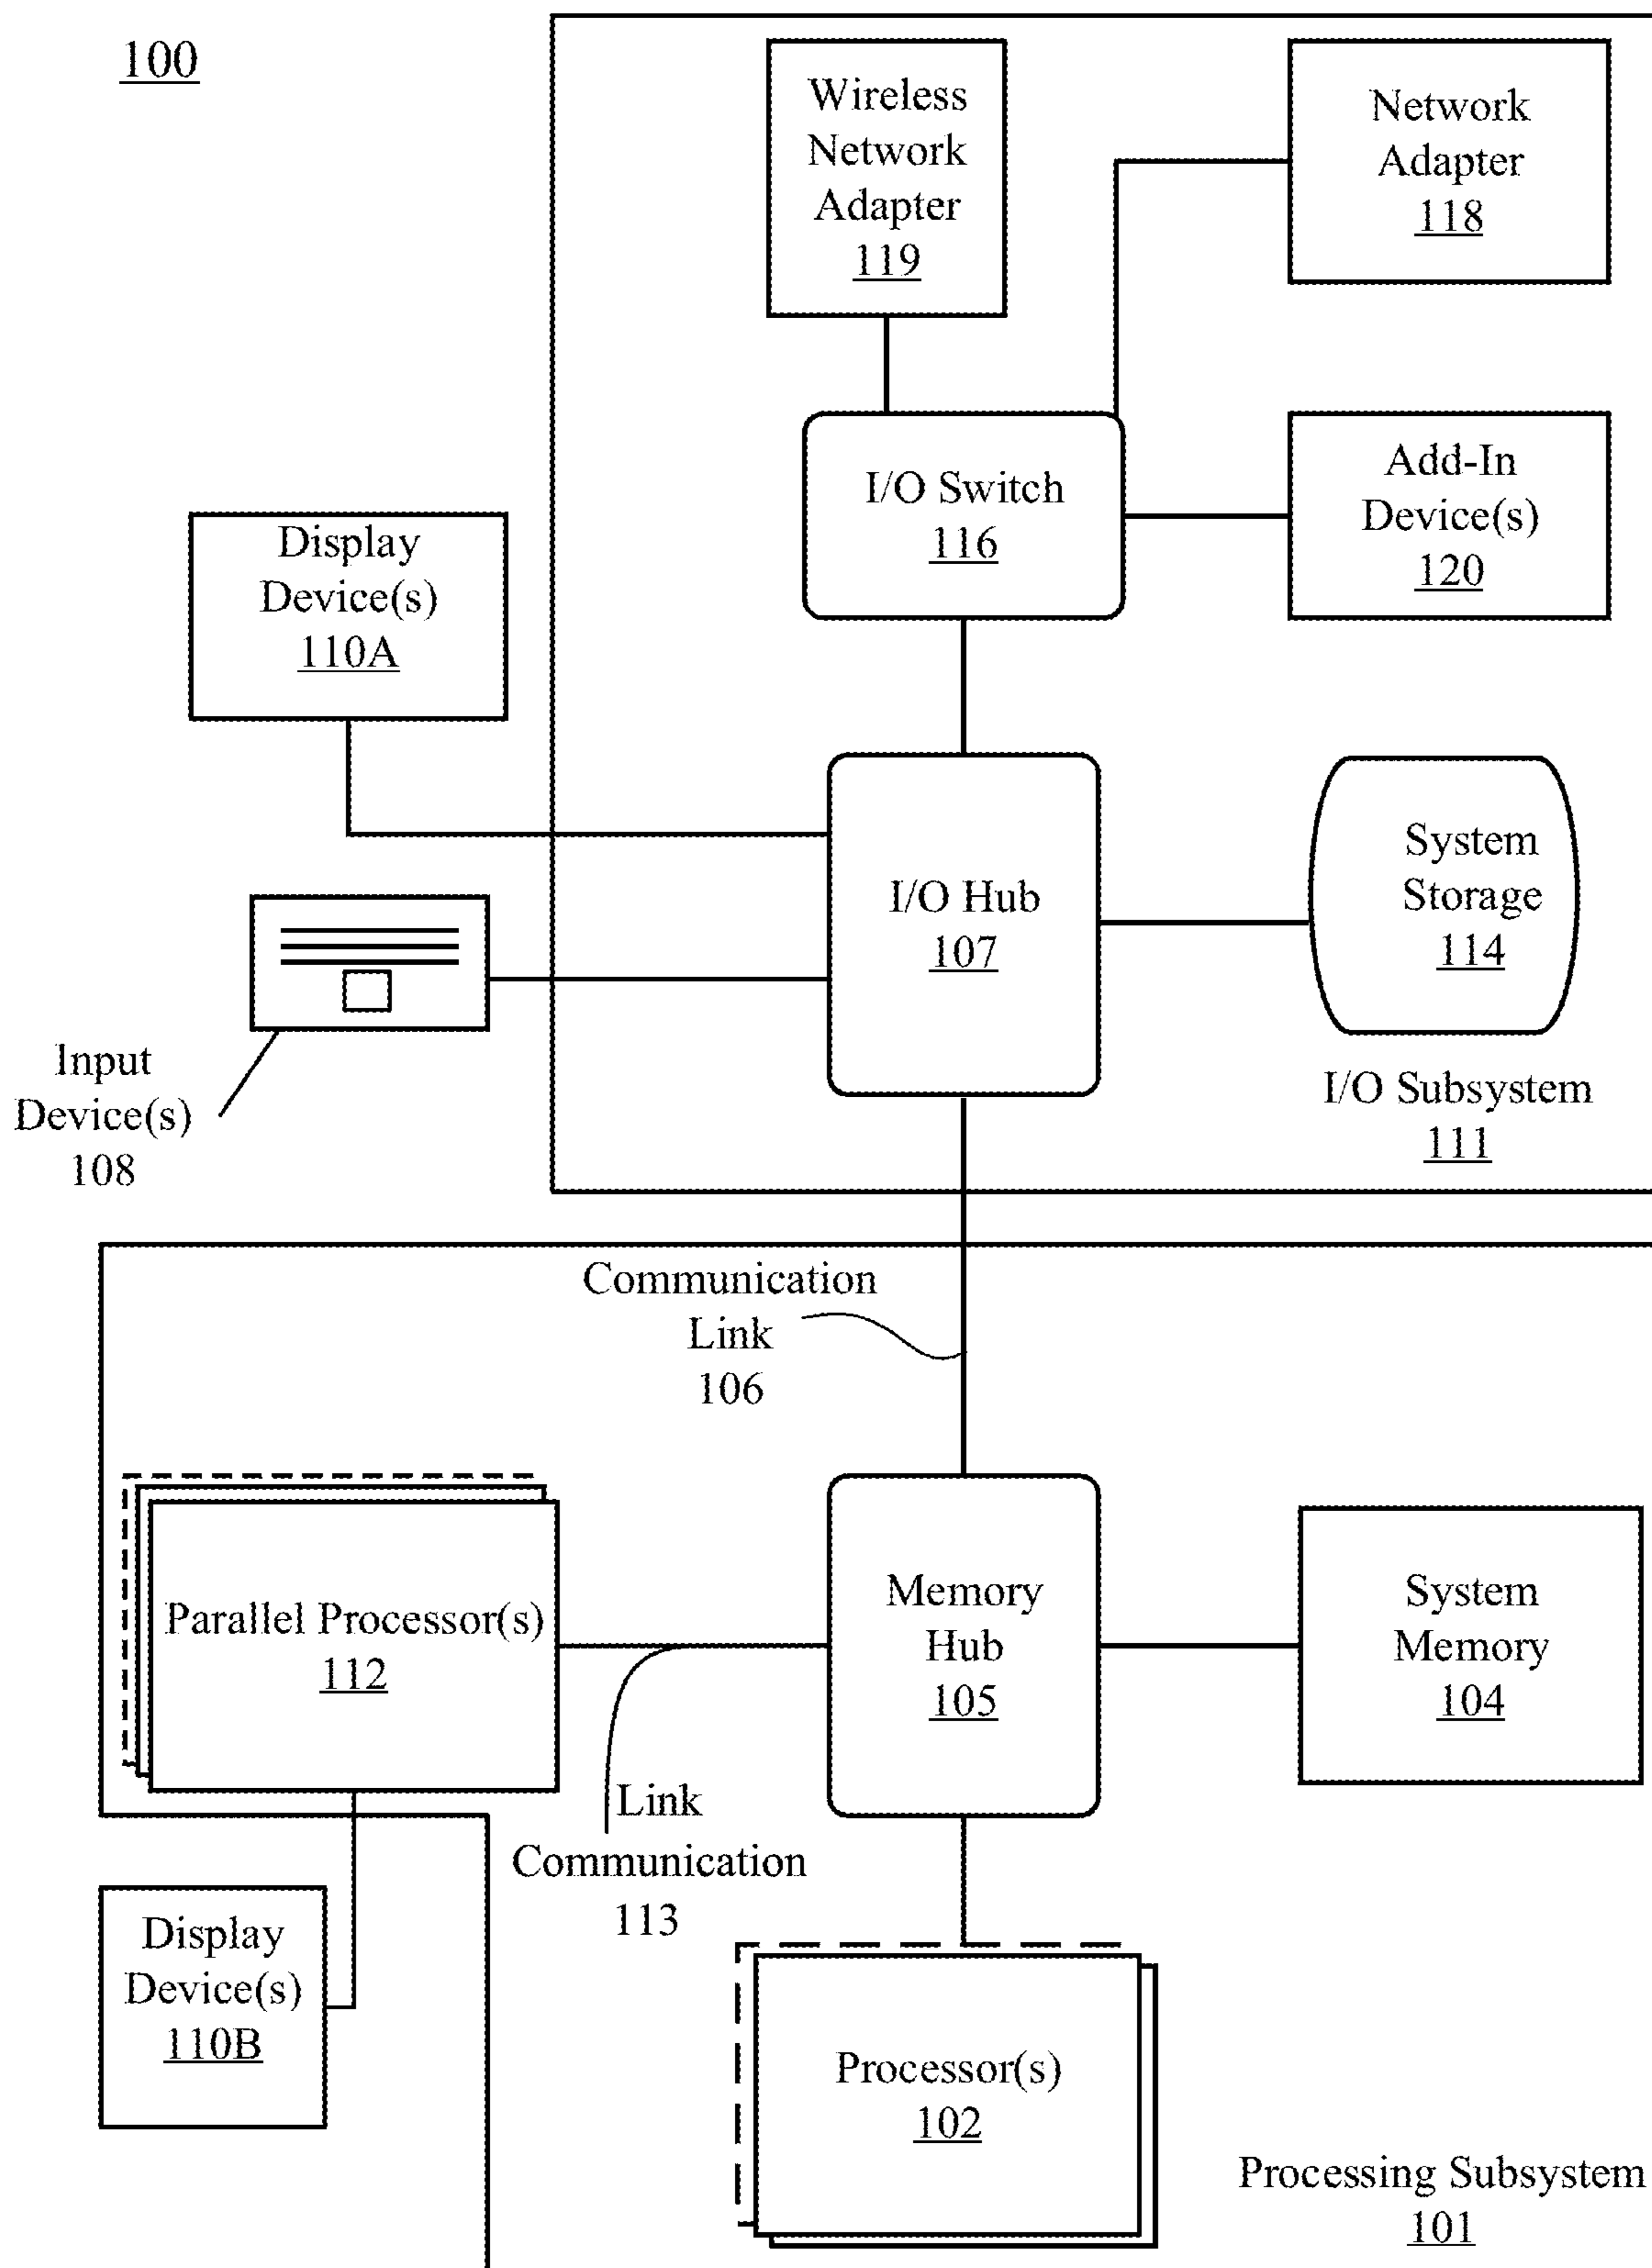 100
Wireless
Network
Adapter
119
Network
Adapter
118
I/O Switch
116
Add-In
Device(s)
120
Display
Device(s)
110A
I/O Hub
107
System
Storage
114
Input
Device(s)
108
I/O Subsystem
111
Communication
Link
106
Parallel Processor(s)
112
Memory
Hub
105
System
Memory
104
Link
Communication
113
Display
Device(s)
110B
Processor(s)
102
Processing Subsystem
101